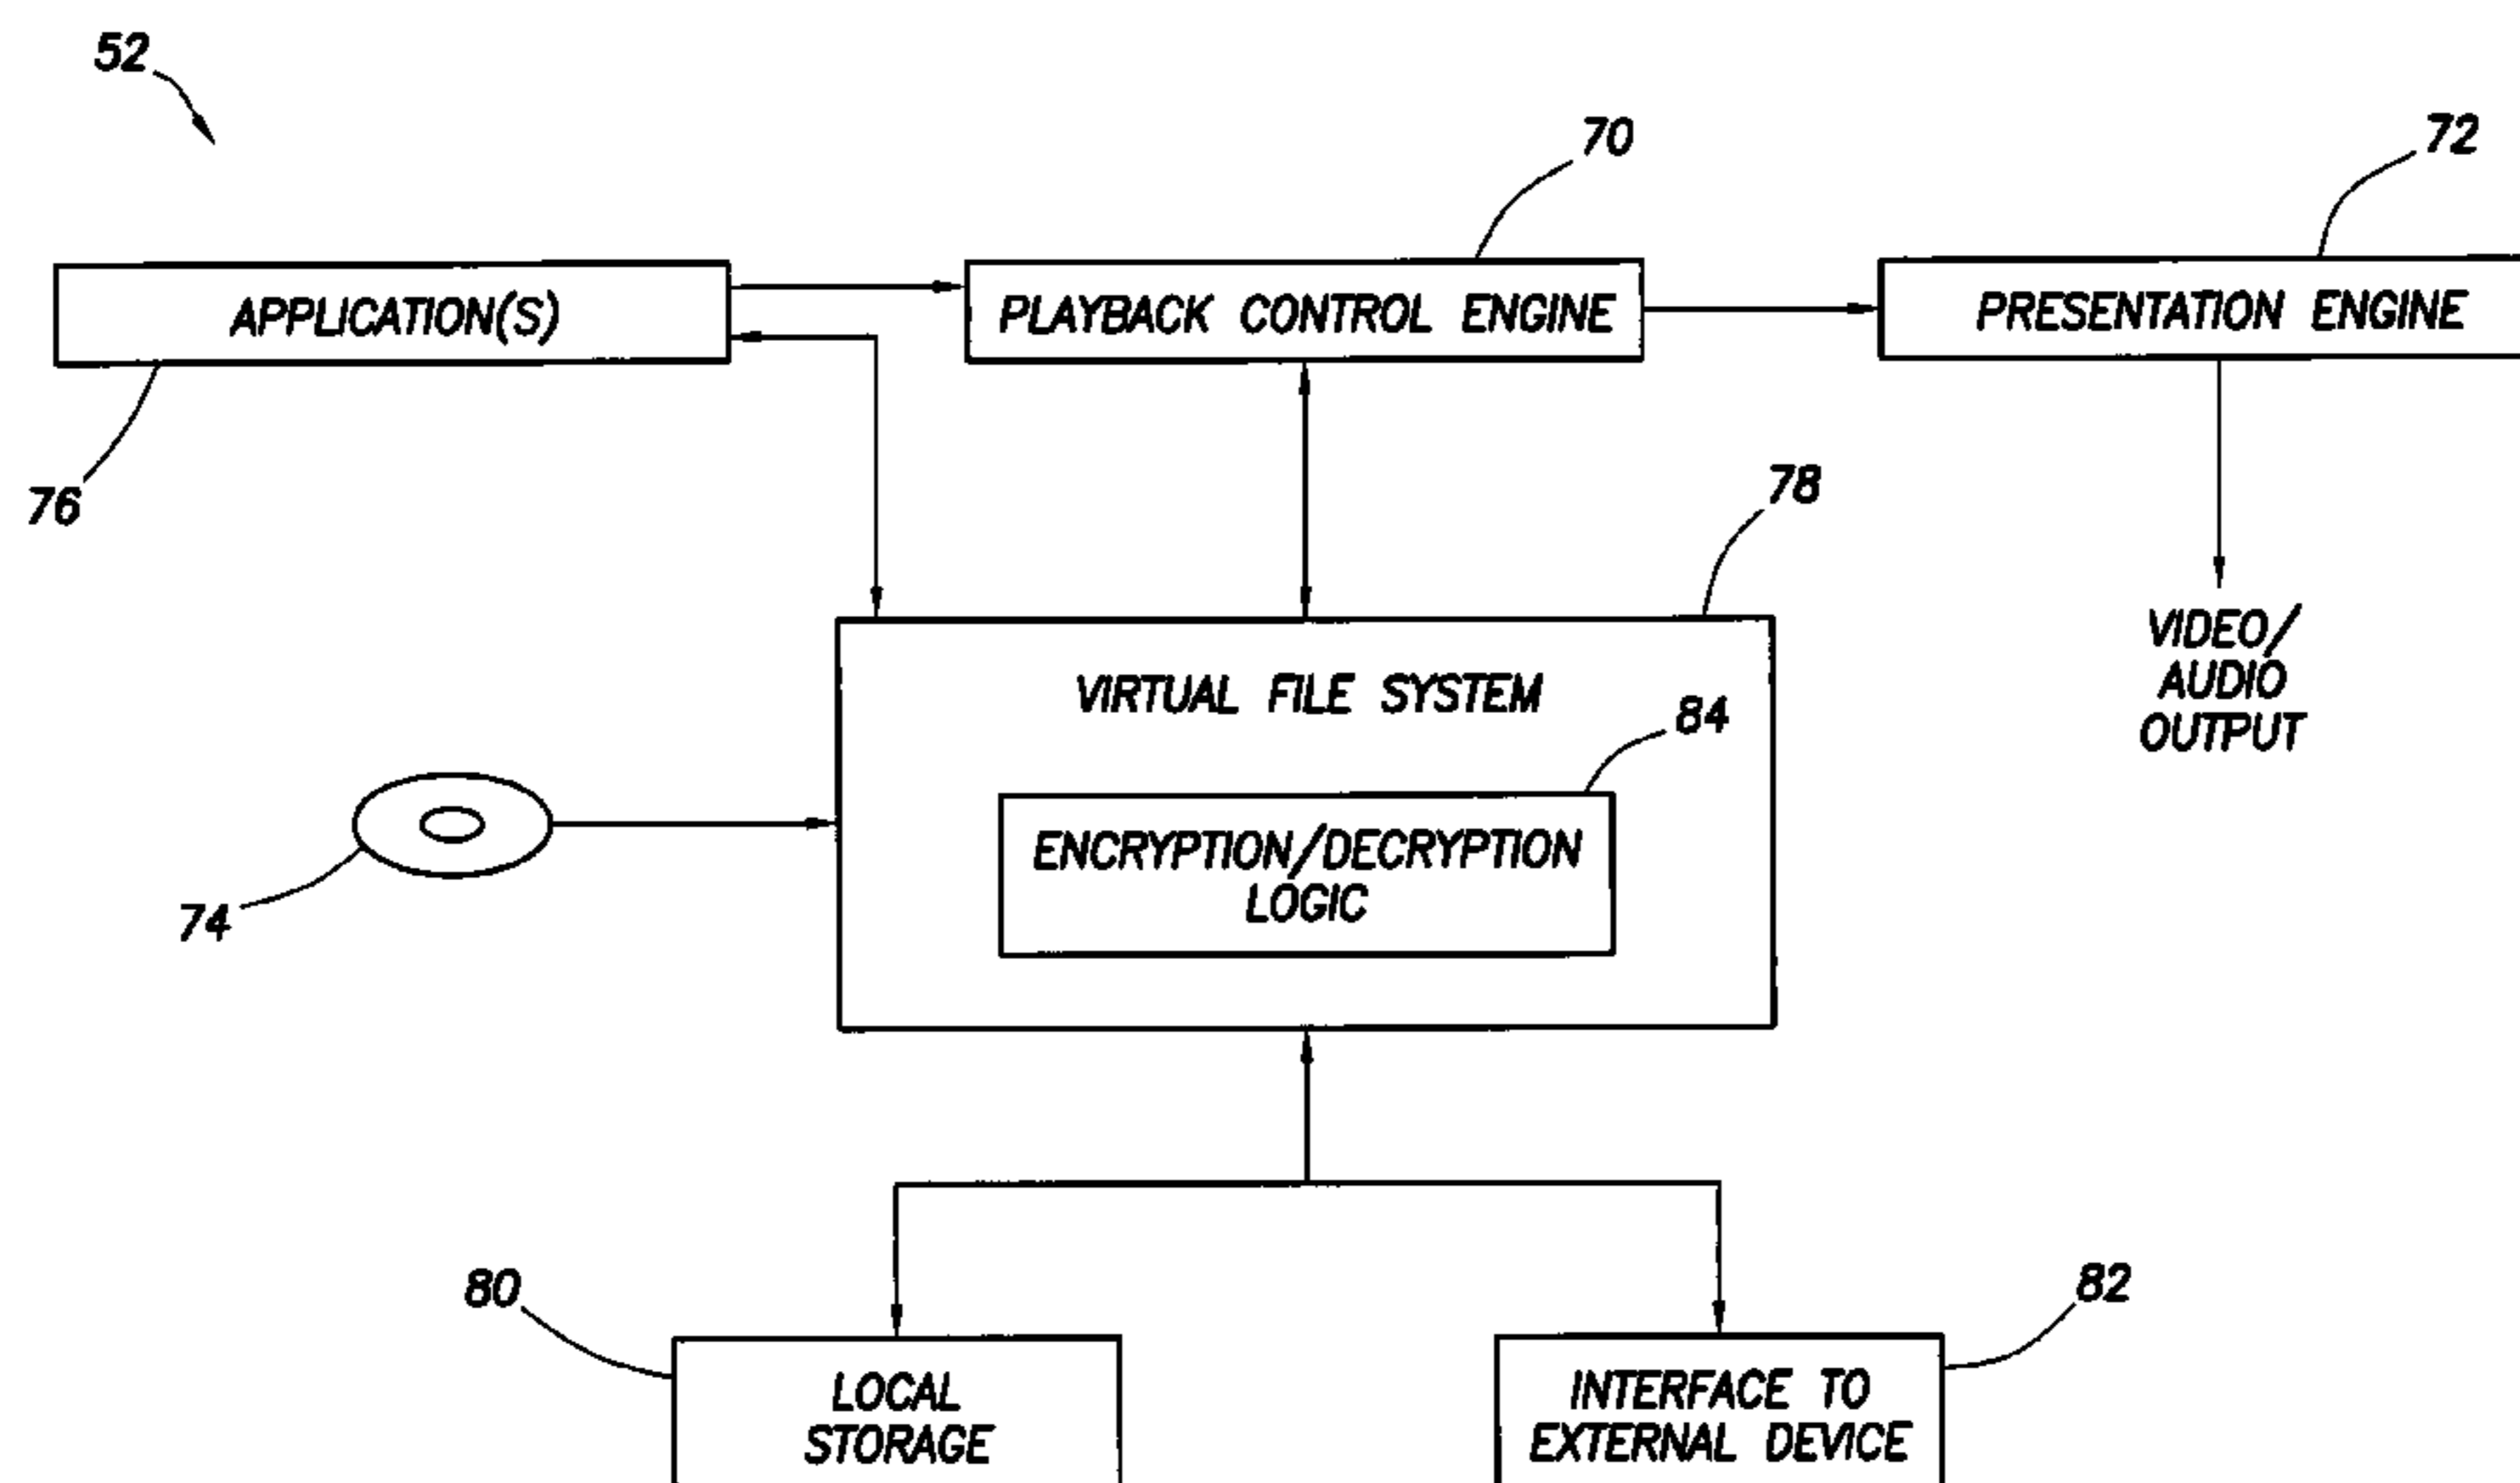 52
70
72
APPLICATION(S)
PLAYBACK CONTROL ENGINE
PRESENTATION ENGINE
76
78
VIDEO/
AUDIO
OUTPUT
VIRTUAL FILE SYSTEM
84
ENCRYPTION/DECRYPTION
LOGIC
74
80
82
LOCAL
STORAGE
INTERFACE TO
EXTERNAL DEVICE